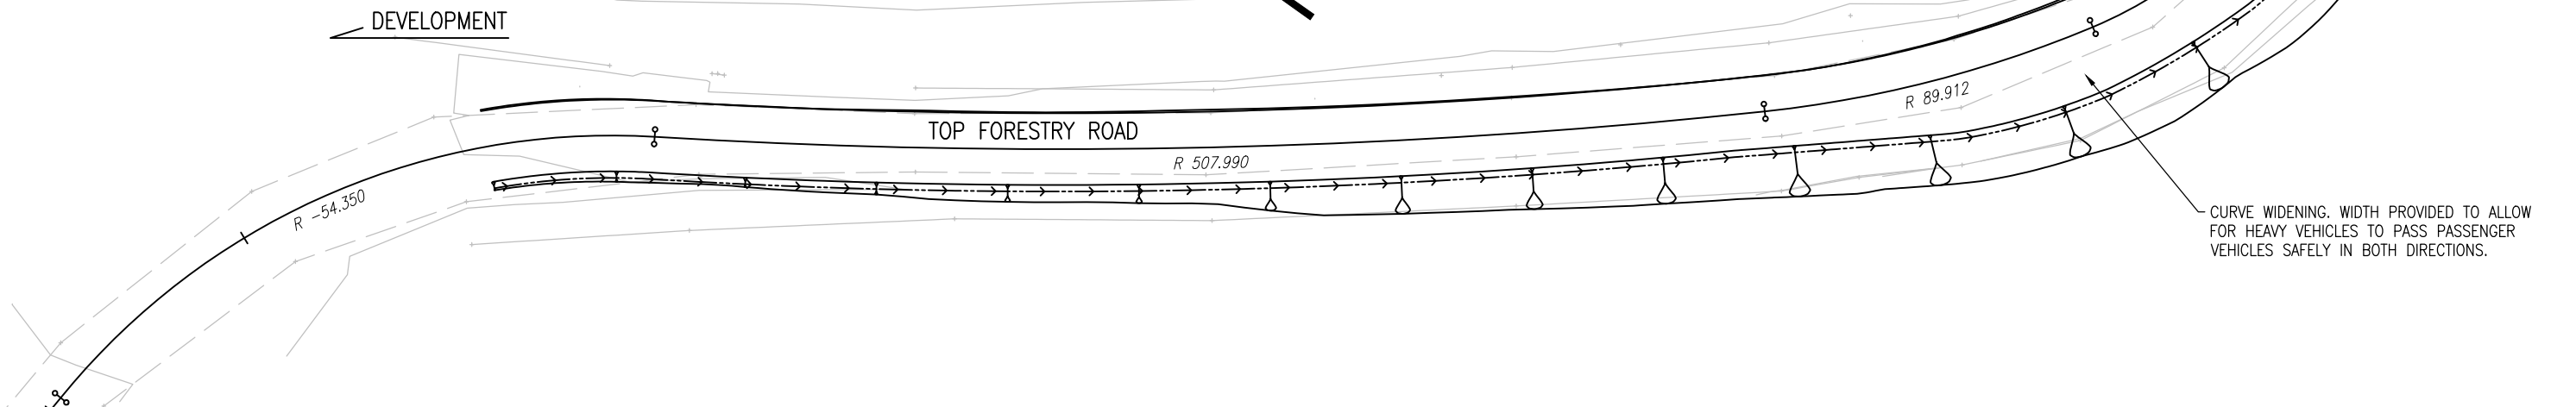 DEVELOPMENT
TOP FORESTRY ROAD
R 89.912
R 507.990
R -54.350
CURVE WIDENING. WIDTH PROVIDED TO ALLOW
FOR HEAVY VEHICLES TO PASS PASSENGER
VEHICLES SAFELY IN BOTH DIRECTIONS.